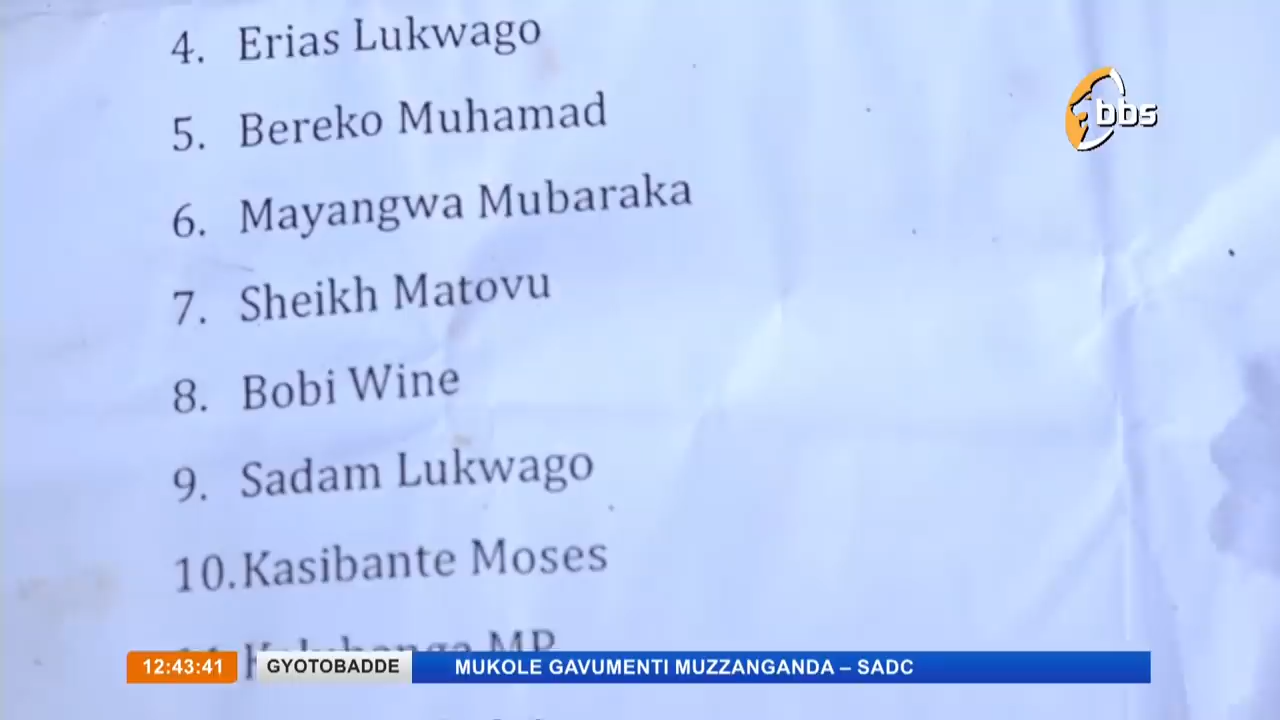 4. Erias Lukwago
bbs
5. Bereko Muhamad
6. Mayangwa Mubaraka
7. Sheikh Matovu
8. Bobi Wine
9. Sadam Lukwago
10. Kasibante Moses
MP
12:43:41 GYOTOBADDE MUKOLE GAVUMENTI MUZZANGANDA – SADC